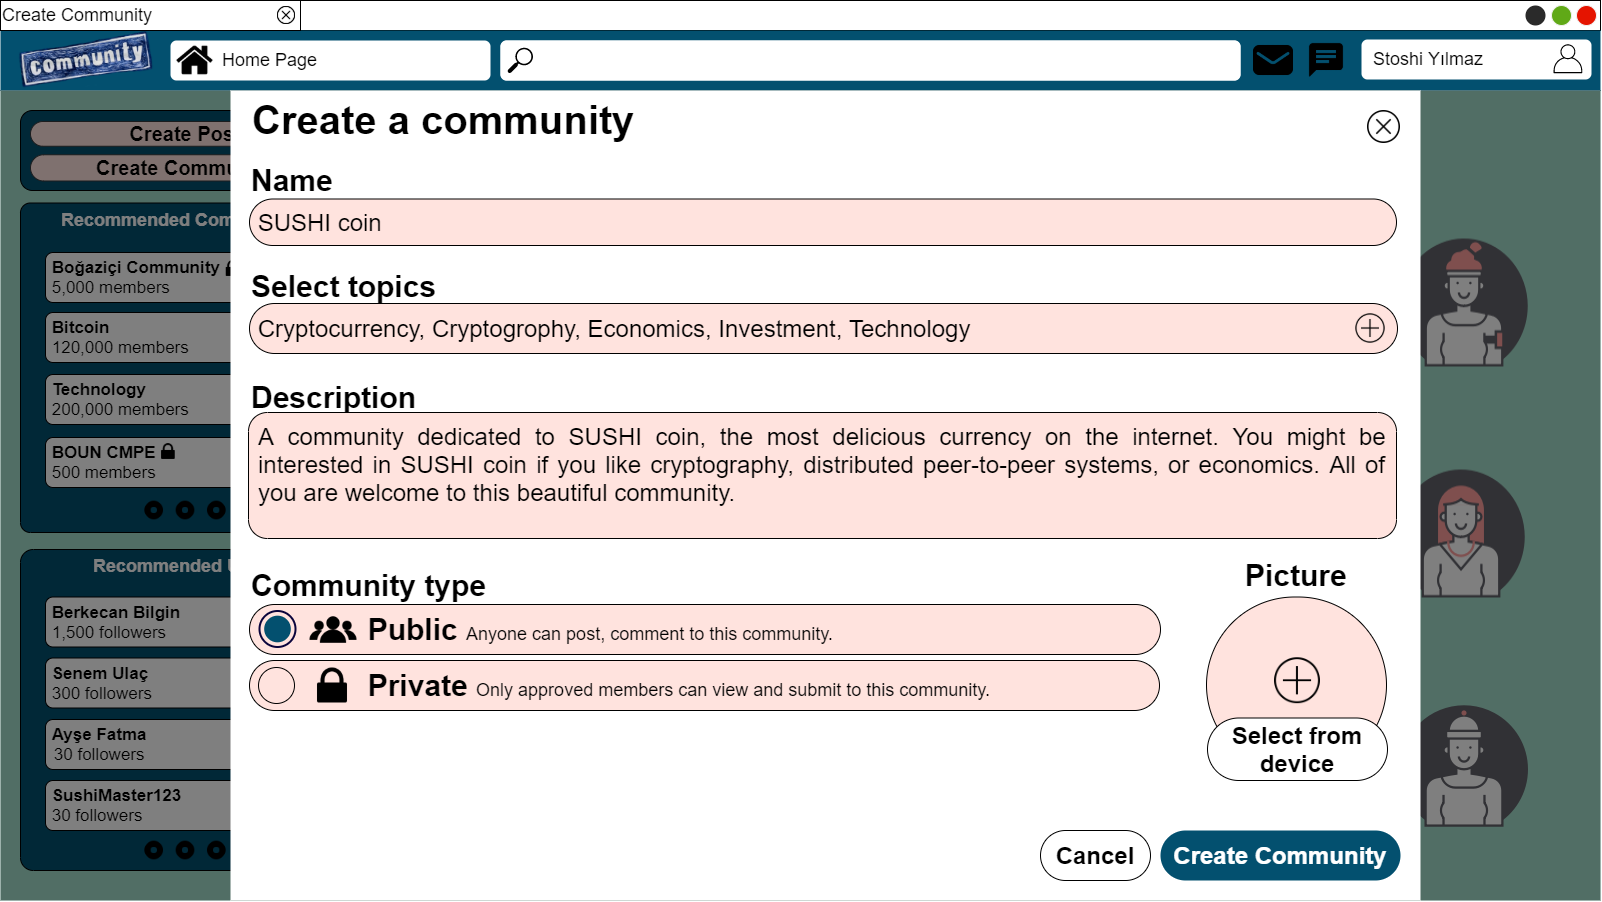 Create Community
community
Home Page
Stoshi Yılmaz
Create Pos
Create Commu
Recommended Com
Boğaziçi Community
5,000 members
Bitcoin
120,000 members
Technology
200,000 members
BOUN CMPE
500 members
Recommended
Berkecan Bilgin
1,500 followers
Senem Ulaç
300 followers
Ayşe Fatma
30 followers
SushiMaster123
30 followers
Create a community
Name
SUSHI coin
Select topics
Cryptocurrency, Cryptogrophy, Economics, Investment, Technology
Description
A community dedicated to SUSHI coin, the most delicious currency on the internet. You might be
interested in SUSHI coin if you like cryptography, distributed peer-to-peer systems, or economics. All of
you are welcome to this beautiful community.
Community type
Public Anyone can post, comment to this community.
Private Only approved members can view and submit to this community.
Picture
Select from
device
Cancel
Create Community